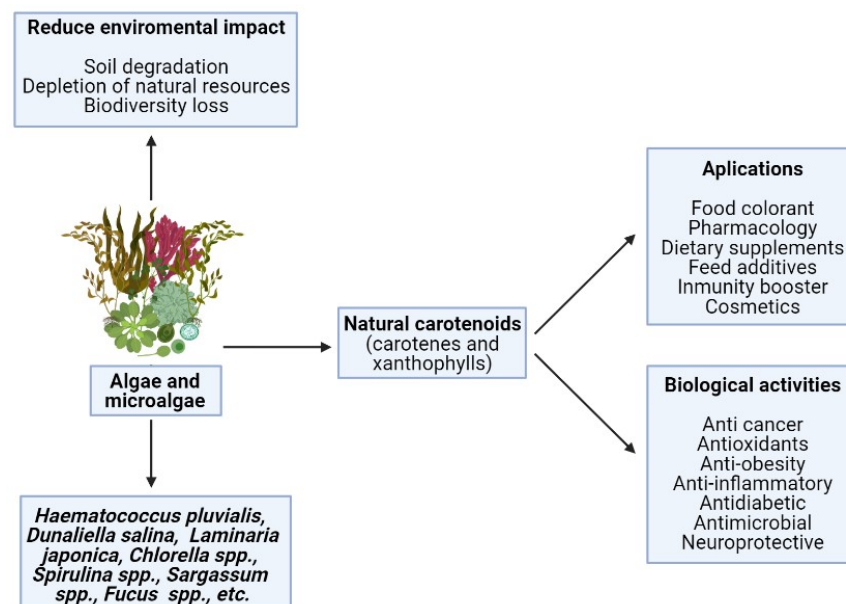 Reduce enviromental impact
Soil degradation
Depletion of natural resources
Biodiversity loss
Algae and
microalgae
Haematococcus pluvialis,
Dunaliella salina, Laminaria
japonica, Chlorella spp.,
Spirulina spp., Sargassum
spp., Fucus spp., etc.
Natural carotenoids
(carotenes and
xanthophylls)
Aplications
Food colorant
Pharmacology
Dietary supplements
Feed additives
Inmunity booster
Cosmetics
Biological activities
Anti cancer
Antioxidants
Anti-obesity
Anti-inflammatory
Antidiabetic
Antimicrobial
Neuroprotective